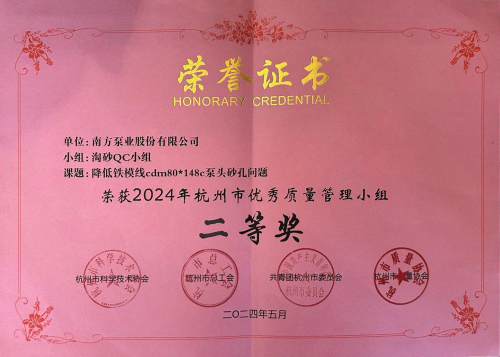 荣誉证书
HONORARY CREDENTIAL
单位: 南方泵业股份有限公司
小组: 淘砂QC小组
课题: 降低铁模线cdm80*148c泵头砂孔问题
荣获2024年杭州市优秀质量管理小组
二等奖
杭州市科学技术协会 杭州市总工会 共青团杭州市委员会 杭州市质量协会
二〇二四年五月